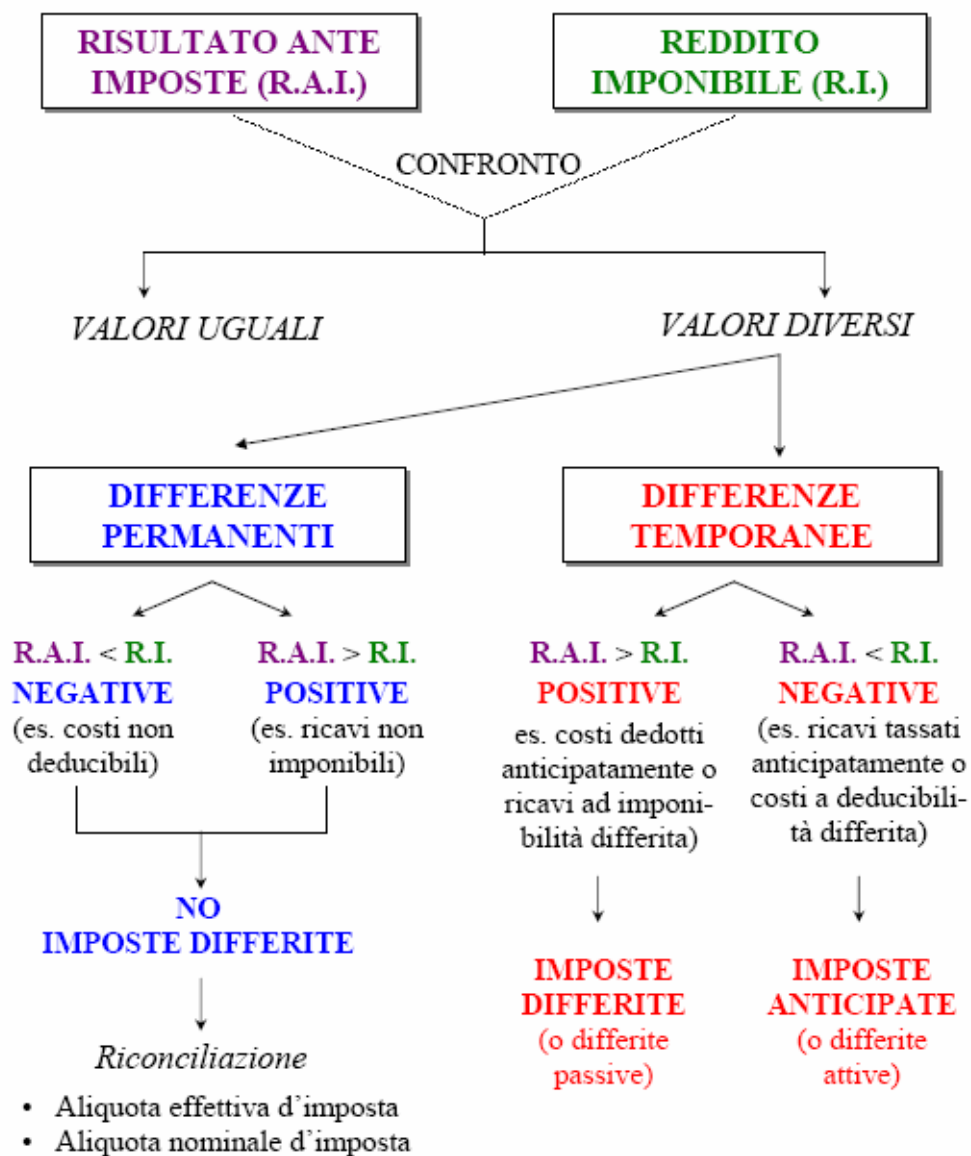 RISULTATO ANTE
IMPOSTE (R.A.I.)
REDDITO
IMPONIBILE (R.I.)
CONFRONTO
VALORI UGUALI
VALORI DIVERSI
DIFFERENZE
PERMANENTI
DIFFERENZE
TEMPORANEE
R.A.I. < R.I.
NEGATIVE
(es. costi non
deducibili)
R.A.I. > R.I.
POSITIVE
(es. ricavi non
imponibili)
R.A.I. > R.I.
POSITIVE
es. costi dedotti
anticipatamente o
ricavi ad imponi-
bilità differita)
R.A.I. < R.I.
NEGATIVE
(es. ricavi tassati
anticipatamente o
costi a deducibili-
tà differita)
NO
IMPOSTE DIFFERITE
IMPOSTE
DIFFERITE
(o differite
passive)
IMPOSTE
ANTICIPATE
(o differite
attive)
Riconciliazione
• Aliquota effettiva d'imposta
• Aliquota nominale d'imposta